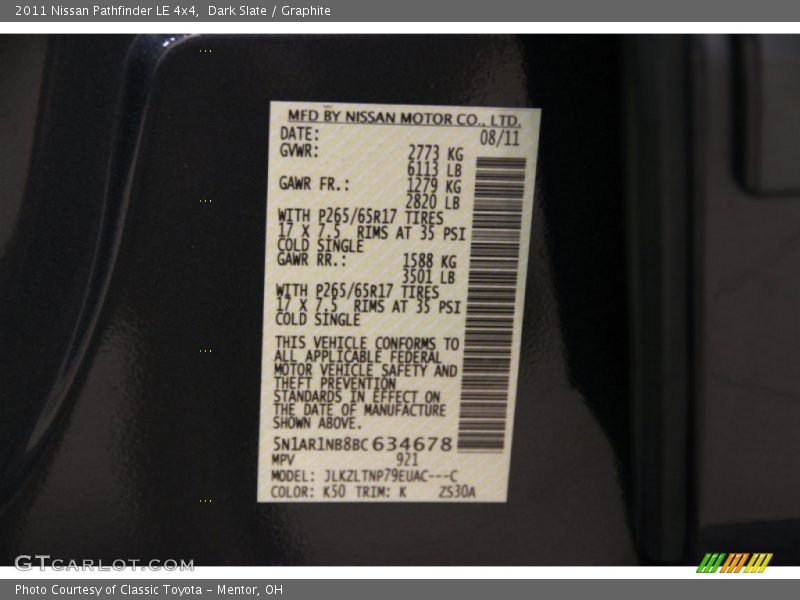 2011 Nissan Pathfinder LE 4x4,  Dark Slate / Graphite
MFD BY NISSAN MOTOR CO., LTD.
DATE: 08/11
GVWR: 2773 KG
6113 LB
GAWR FR.: 1279 KG
2820 LB
WITH P265/65R17 TIRES
17 X 7.5 RIMS AT 35 PSI
COLD SINGLE
GAWR RR.: 1588 KG
3501 LB
WITH P265/65R17 TIRES
17 X 7.5 RIMS AT 35 PSI
COLD SINGLE
THIS VEHICLE CONFORMS TO
ALL APPLICABLE FEDERAL
MOTOR VEHICLE SAFETY AND
THEFT PREVENTION
STANDARDS IN EFFECT ON
THE DATE OF MANUFACTURE
SHOWN ABOVE.
5N1AR1NB8BC634678
MPV 921
MODEL: JLKZLTNP79EUAC---C
COLOR: K50 TRIM: K ZS30A
GTCARLOT.COM
Photo Courtesy of Classic Toyota – Mentor, OH